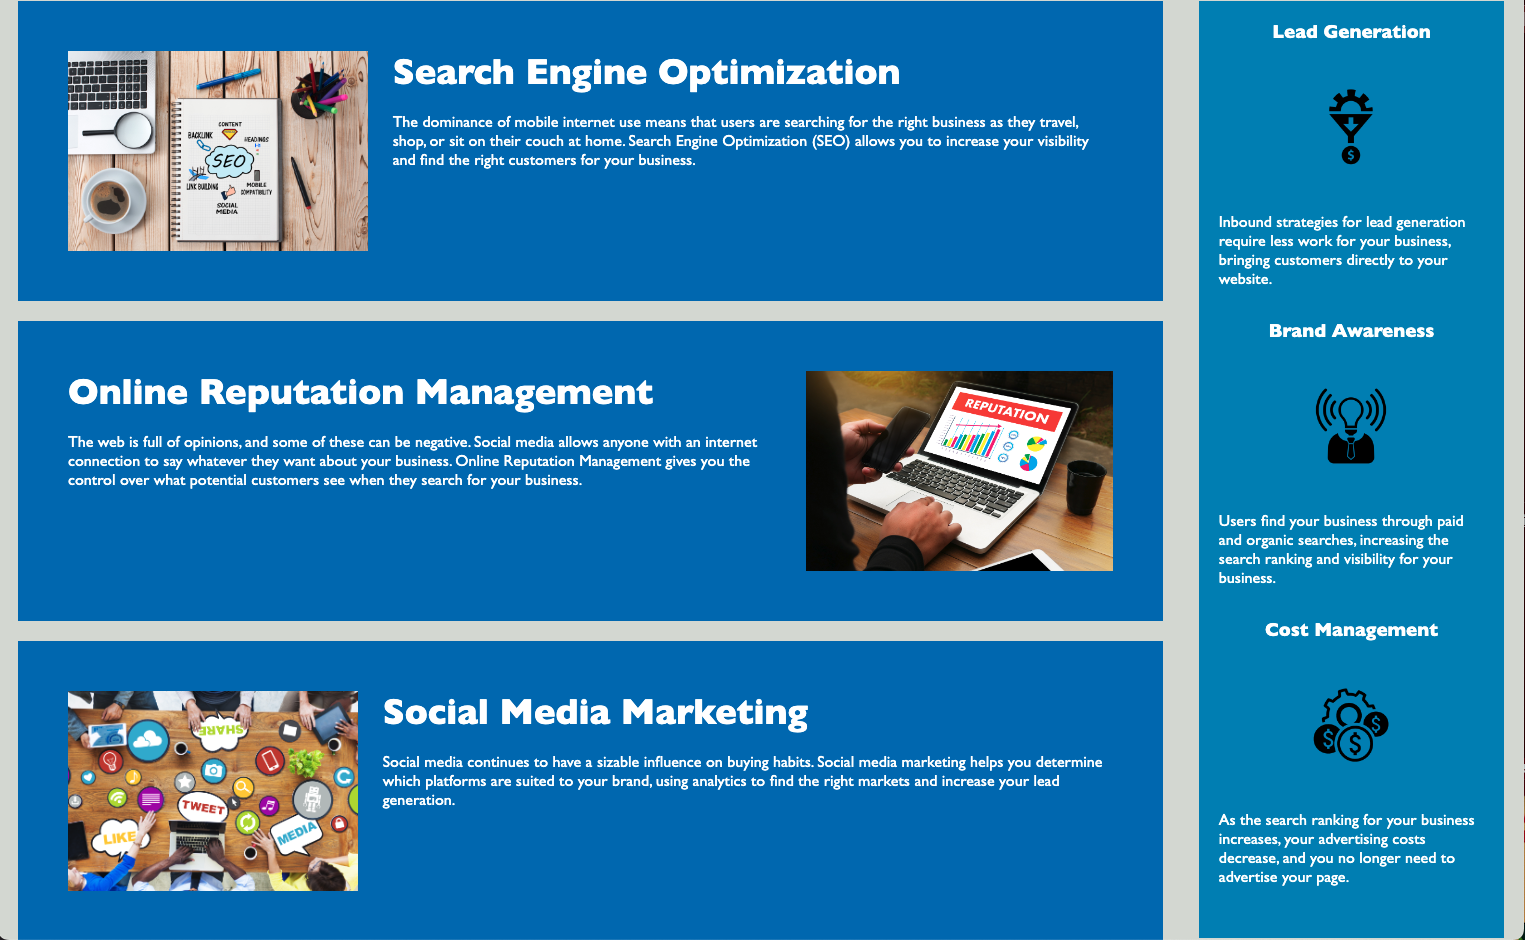 Search Engine Optimization
The dominance of mobile internet use means that users are searching for the right business as they travel,
shop, or sit on their couch at home. Search Engine Optimization (SEO) allows you to increase your visibility
and find the right customers for your business.
CONTENT
BACKLINK
HEADINGS
SEO
LINK BUILDING
MOBILE
COMPATIBILITY
SOCIAL
MEDIA
Online Reputation Management
The web is full of opinions, and some of these can be negative. Social media allows anyone with an internet
connection to say whatever they want about your business. Online Reputation Management gives you the
control over what potential customers see when they search for your business.
REPUTATION
Social Media Marketing
Social media continues to have a sizable influence on buying habits. Social media marketing helps you determine
which platforms are suited to your brand, using analytics to find the right markets and increase your lead
generation.
SHARE
TWEET
LIKE
MEDIA
Lead Generation
$
Inbound strategies for lead generation
require less work for your business,
bringing customers directly to your
website.
Brand Awareness
Users find your business through paid
and organic searches, increasing the
search ranking and visibility for your
business.
Cost Management
$ $ $
As the search ranking for your business
increases, your advertising costs
decrease, and you no longer need to
advertise your page.